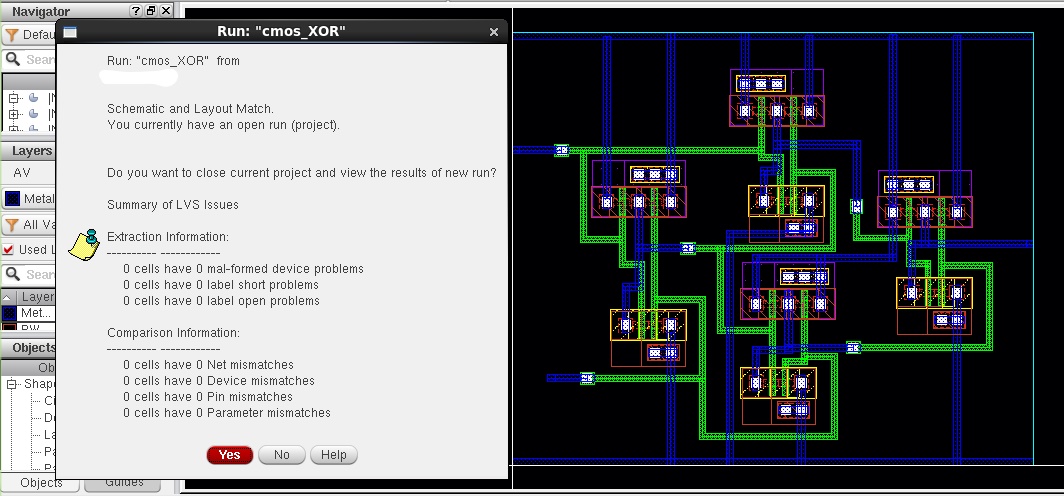 Navigator
Run: "cmos_XOR"
Defau
Sear
Run: "cmos_XOR" from
Schematic and Layout Match.
You currently have an open run (project).
Layers
AV
Do you want to close current project and view the results of new run?
Metal
Summary of LVS Issues
All Va
Extraction Information:
---------- ------------
Used L
0 cells have 0 mal-formed device problems
Sear
0 cells have 0 label short problems
Layer
0 cells have 0 label open problems
Met...
Comparison Information:
---------- ------------
Objects
Ob
0 cells have 0 Net mismatches
Shape
0 cells have 0 Device mismatches
Ci
0 cells have 0 Pin mismatches
0 cells have 0 Parameter mismatches
La
Pa
Yes No Help
Objects Guides